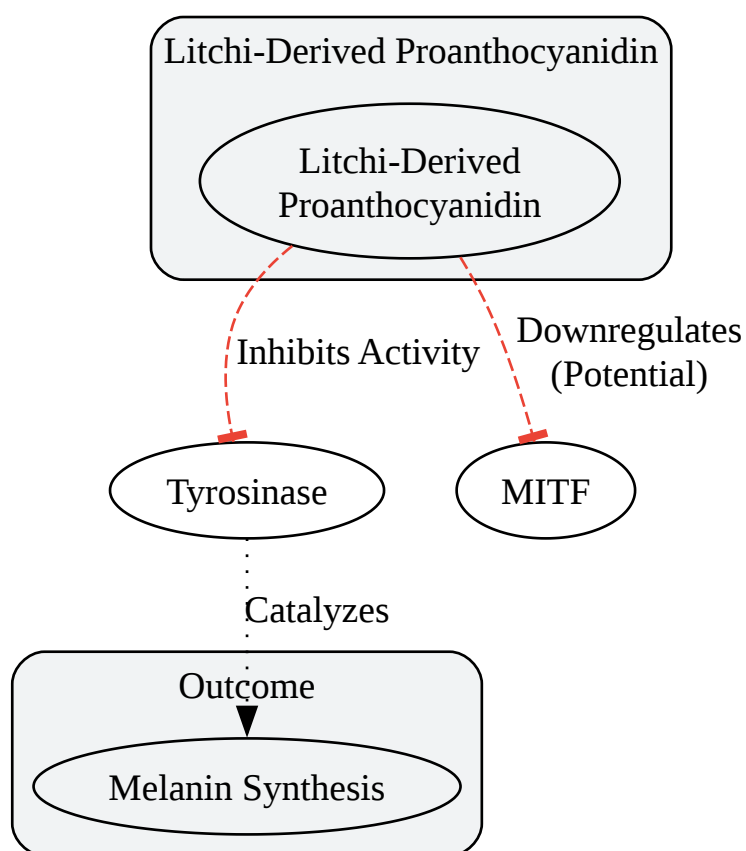 Litchi-Derived Proanthocyanidin
Litchi-Derived
Proanthocyanidin
Inhibits Activity
Downregulates
(Potential)
Tyrosinase
MITF
Catalyzes
Outcome
Melanin Synthesis